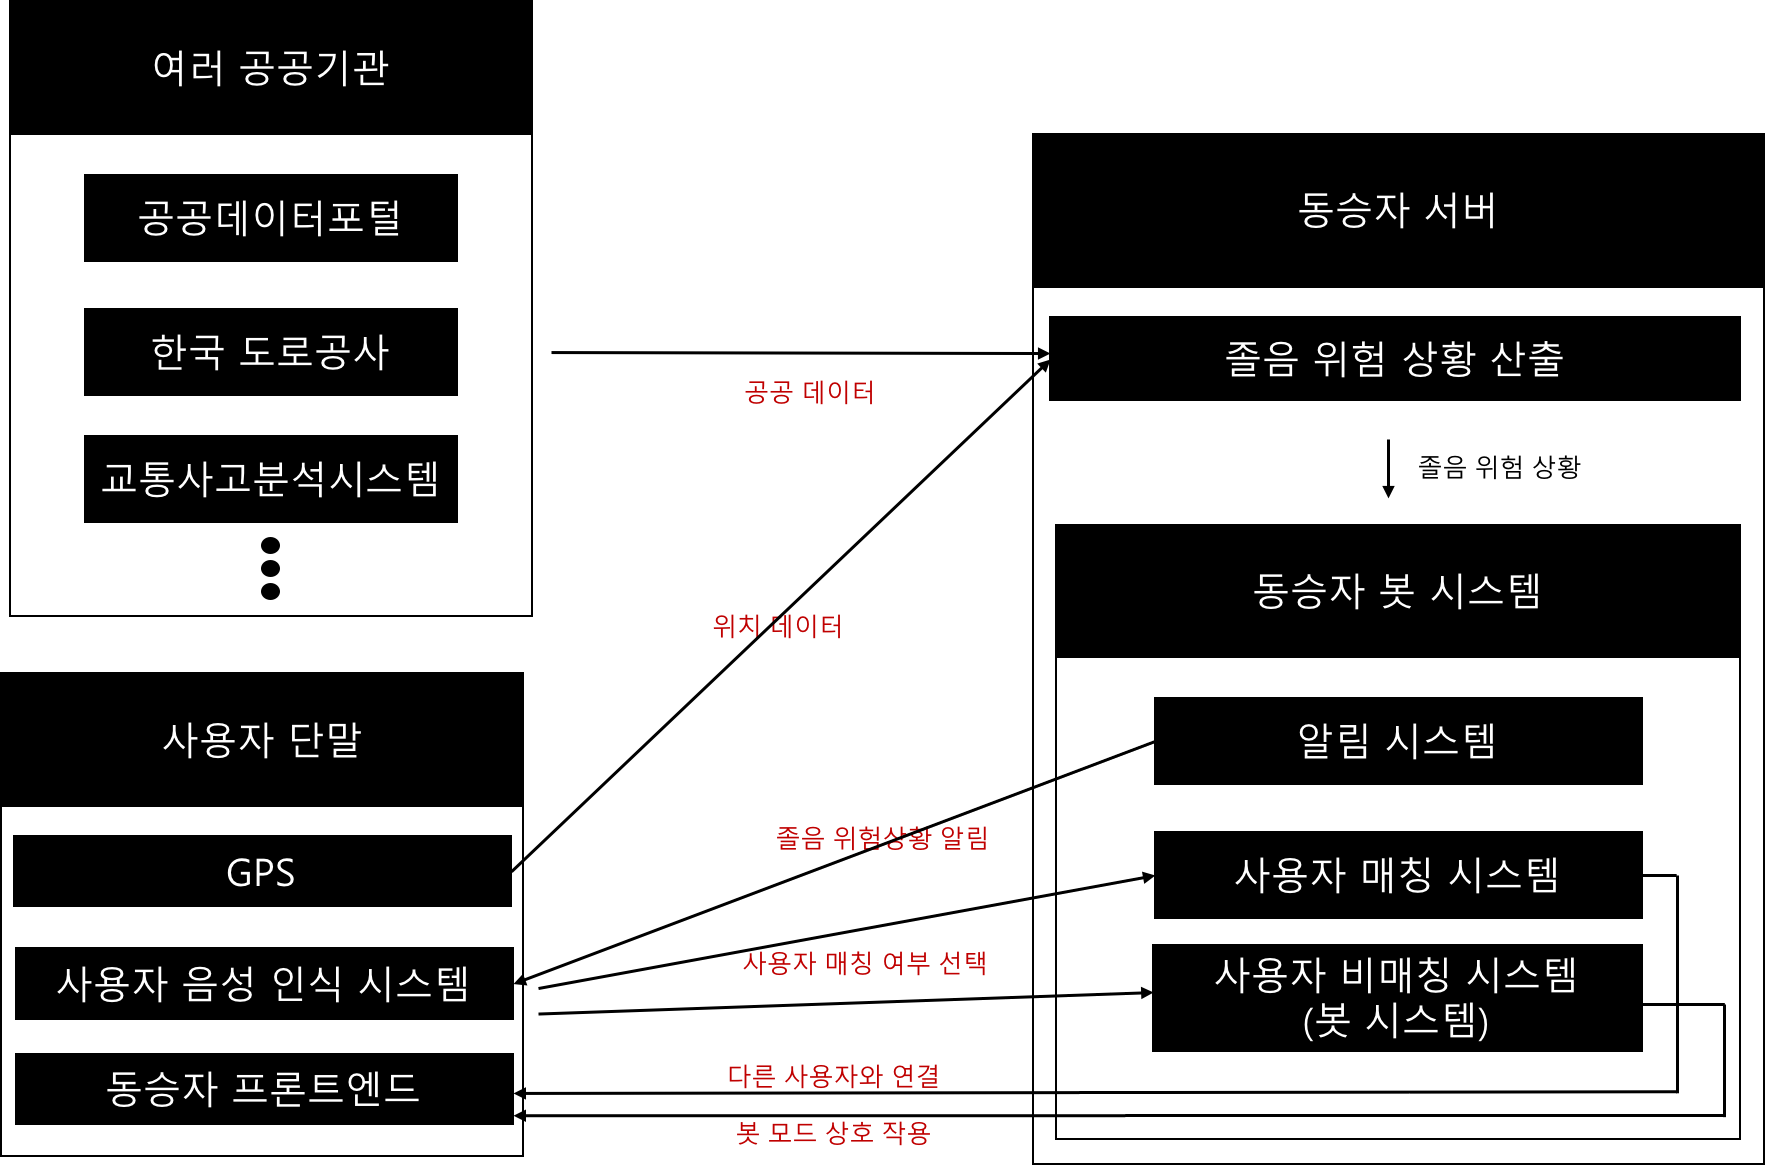 여러 공공기관
공공데이터포털
한국 도로공사
교통사고분석시스템
사용자 단말
GPS
사용자 음성 인식 시스템
동승자 프론트엔드
공공 데이터
위치 데이터
졸음 위험상황 알림
사용자 매칭 여부 선택
다른 사용자와 연결
봇 모드 상호 작용
동승자 서버
졸음 위험 상황 산출
졸음 위험 상황
동승자 봇 시스템
알림 시스템
사용자 매칭 시스템
사용자 비매칭 시스템
(봇 시스템)